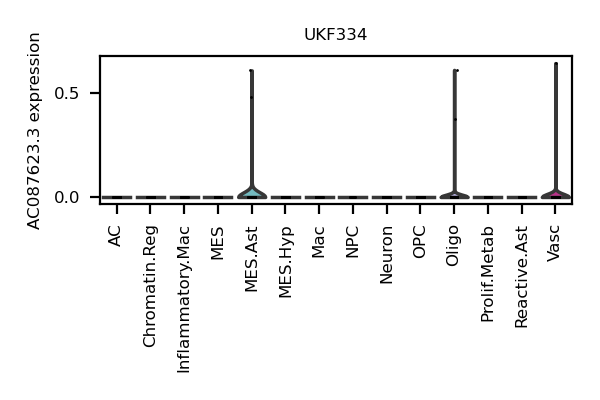 UKF334
AC087623.3 expression
0.5
0.0
AC
Chromatin.Reg
Inflammatory.Mac
MES
MES.Ast
MES.Hyp
Mac
NPC
Neuron
OPC
Oligo
Prolif.Metab
Reactive.Ast
Vasc